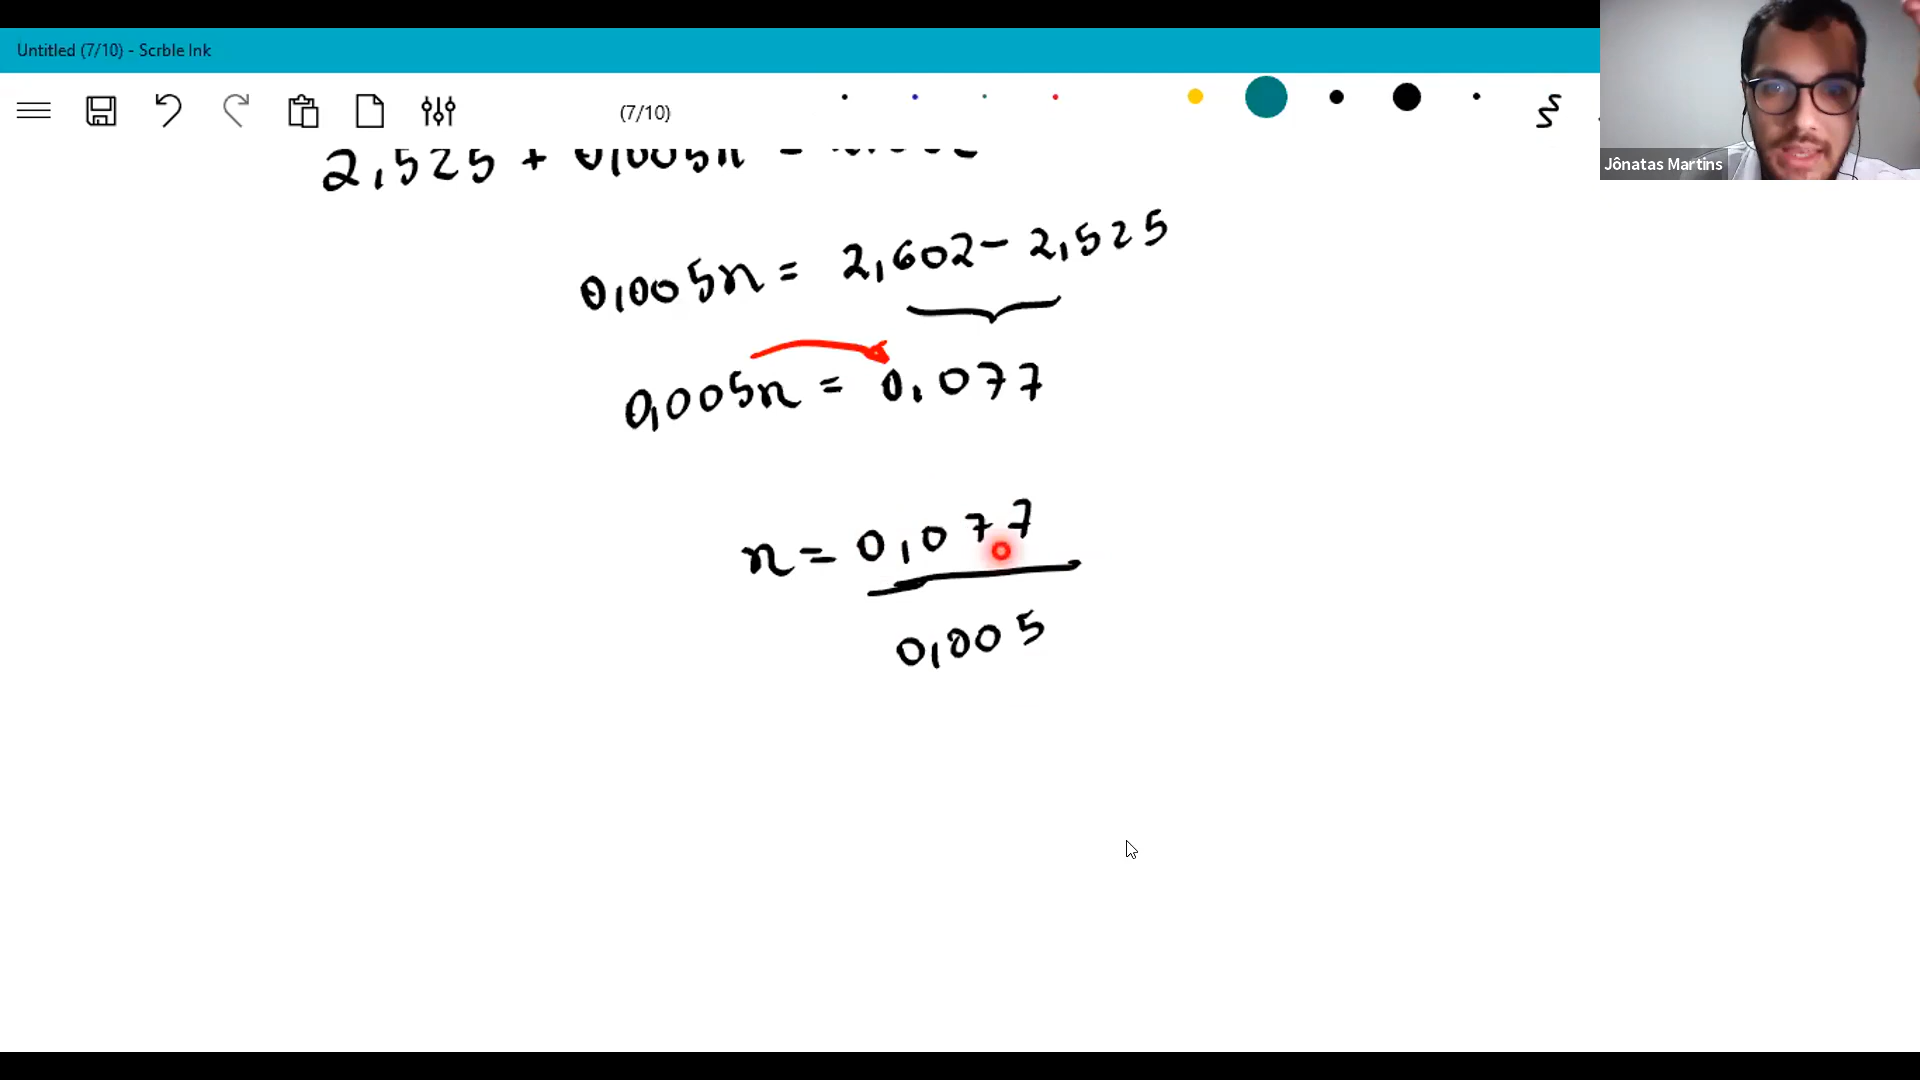 Untitled (7/10) - Scrble Ink
(7/10)
Jônatas Martins
2,525 + 0,005n =
0,005n = 2,602 - 2,525
0,005n = 0,077
n = 0,077
0,005